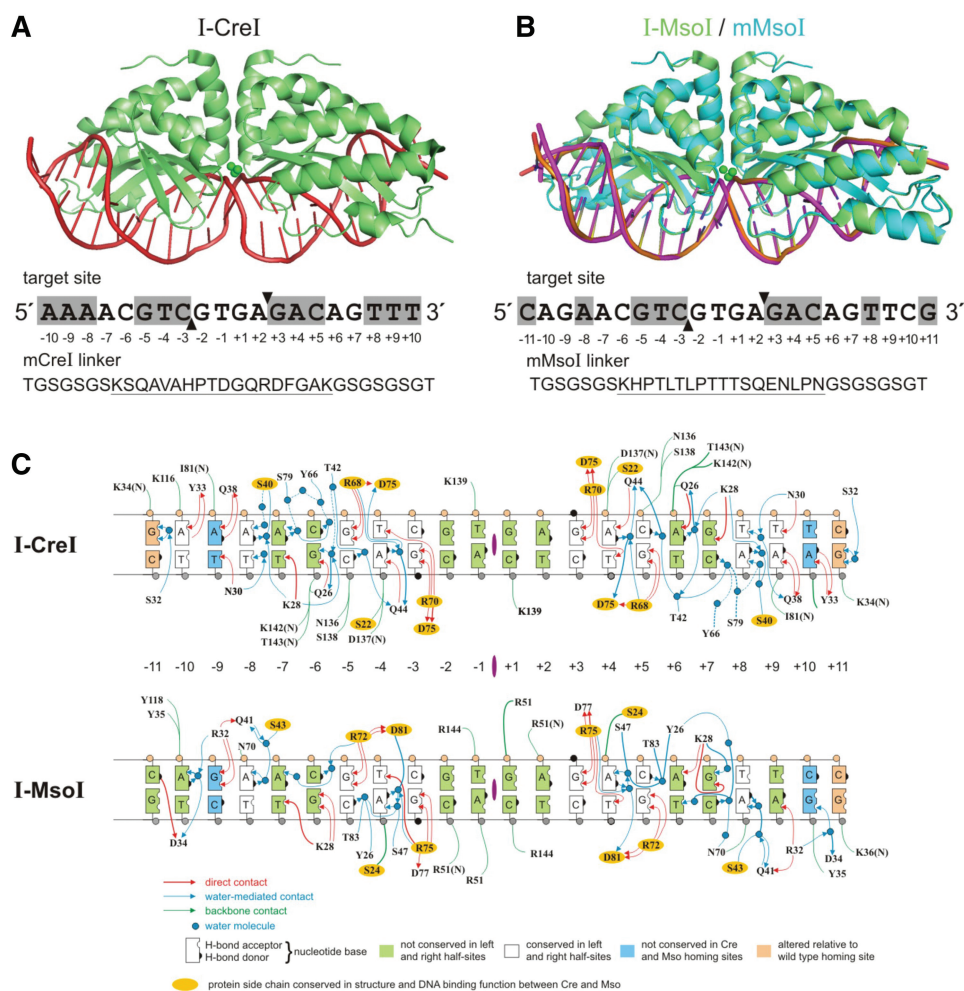 A
I-CreI
target site
5´ AAAACGTCGTGAGACAGTTT 3´
-10 -9 -8 -7 -6 -5 -4 -3 -2 -1 +1 +2 +3 +4 +5 +6 +7 +8 +9 +10
mCreI linker
TGSGSGSKSQAVAHPTDGQRDFGAKGSGSGSGT
B
I-MsoI / mMsoI
target site
5´ CAGAACGTCGTGAGACAGTTCG 3´
-11 -10 -9 -8 -7 -6 -5 -4 -3 -2 -1 +1 +2 +3 +4 +5 +6 +7 +8 +9 +11
mMsoI linker
TGSGSGSKHPTLTLPTTTSQENLPNGSGSGSGT
C
K34(N) K116 I81(N) Y33 Q38 S40 S79 Y66 T42 R68 D75 K139 D75 R70 D137(N) S22 Q44 N136 S138 T143(N) K142(N) Q26 K28 N30 S32
I-CreI
G A A A A C G T C G T G A G A C A G T T C
C T T T T G C A G C A C T C T G T C A A A G
S32 N30 K28 Q26 K142(N) T143(N) N136 S138 S22 D137(N) Q44 R70 D75 K139 D75 R68 T42 Y66 S79 S40 Q38 I81(N) Y33 K34(N)
-11 -10 -9 -8 -7 -6 -5 -4 -3 -2 -1 +1 +2 +3 +4 +5 +6 +7 +8 +9 +10 +11
Y118 Y35 R32 Q41 S43 N70 R72 D81 R144 R51 R51(N) D77 R75 S24 S47 T83 Y26 K28
I-MsoI
C A G A A C G T C G T G A G A C A G T T C C
G T C T T G C A G C A C T C T G T C A A G G
D34 K28 T83 Y26 S24 S47 R75 D77 R51(N) R51 R144 D81 R72 N70 S43 Q41 R32 D34 Y35 K36(N)
direct contact
water-mediated contact
backbone contact
water molecule
H-bond acceptor
H-bond donor
} nucleotide base
not conserved in left
and right half-sites
conserved in left
and right half-sites
not conserved in Cre
and Mso homing sites
altered relative to
wild type homing site
protein side chain conserved in structure and DNA binding function between Cre and Mso